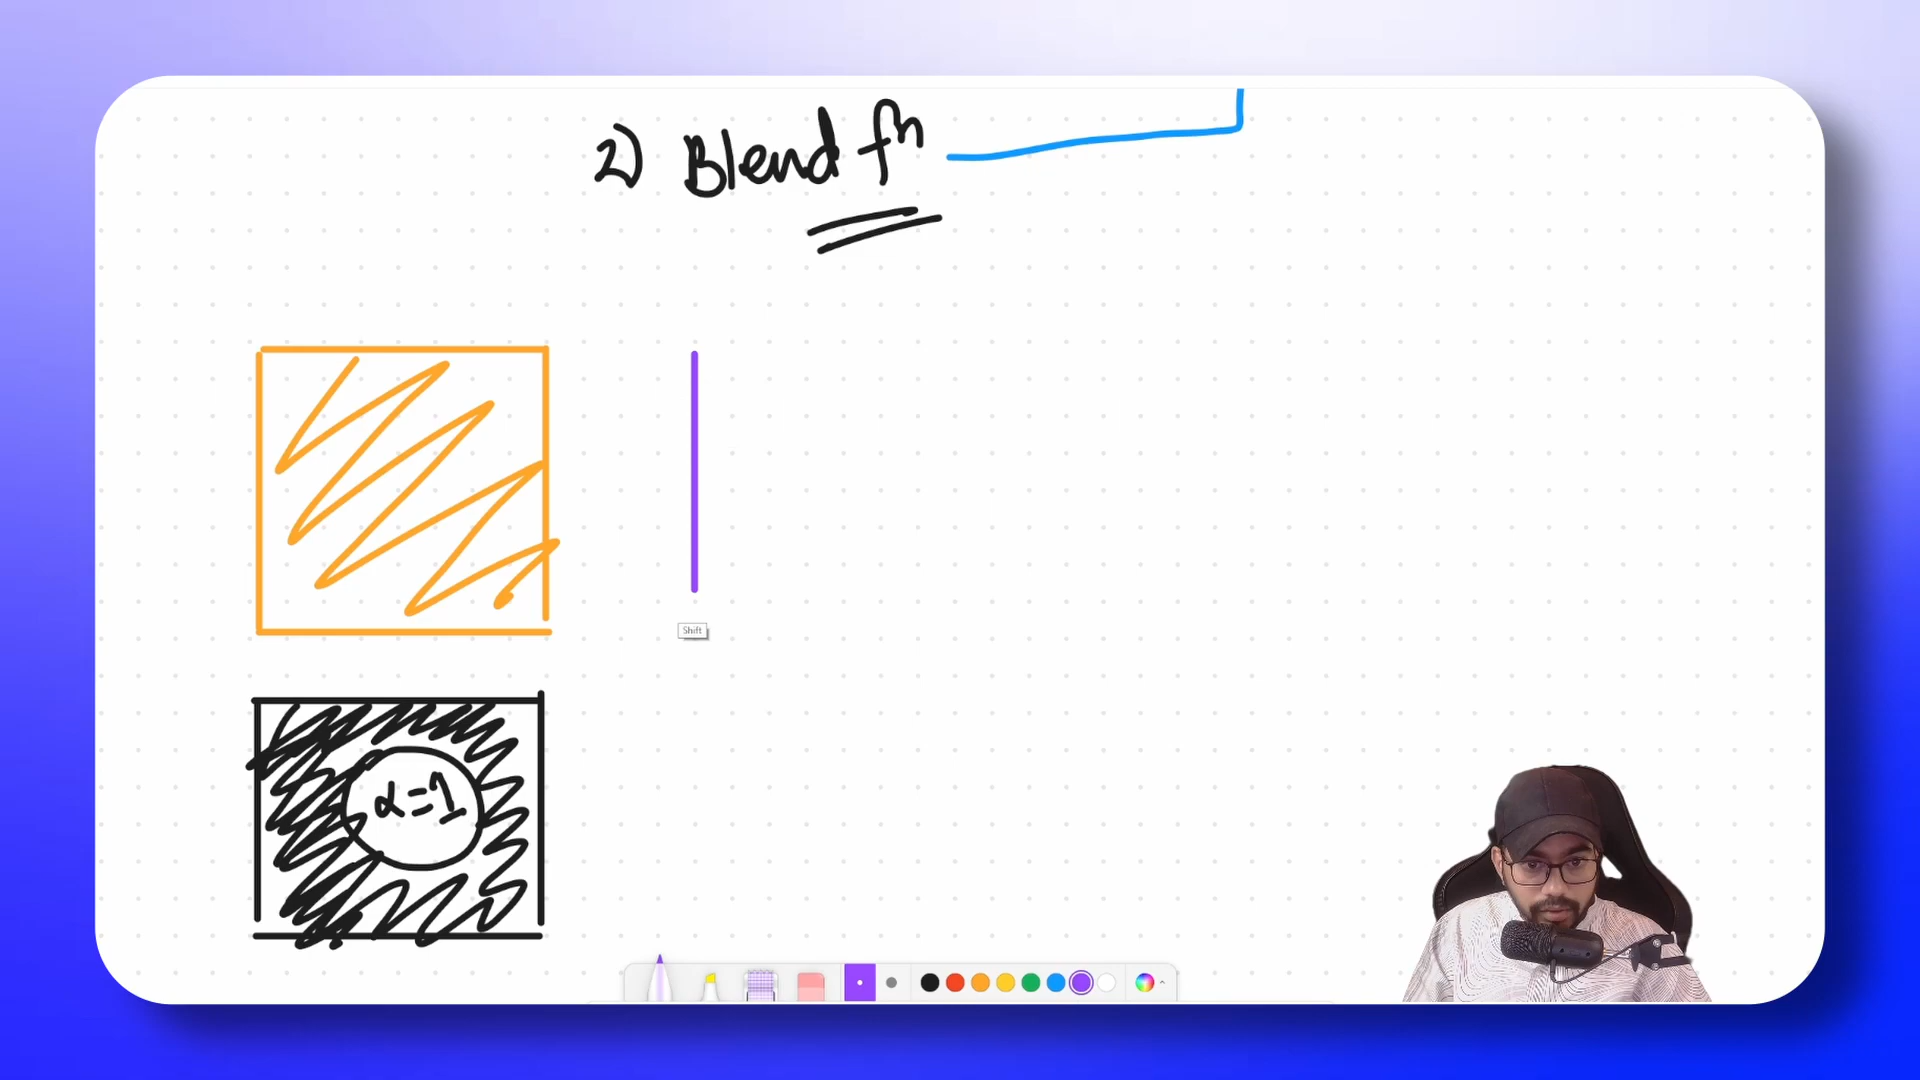 2) Blend fn
Shift
α=1